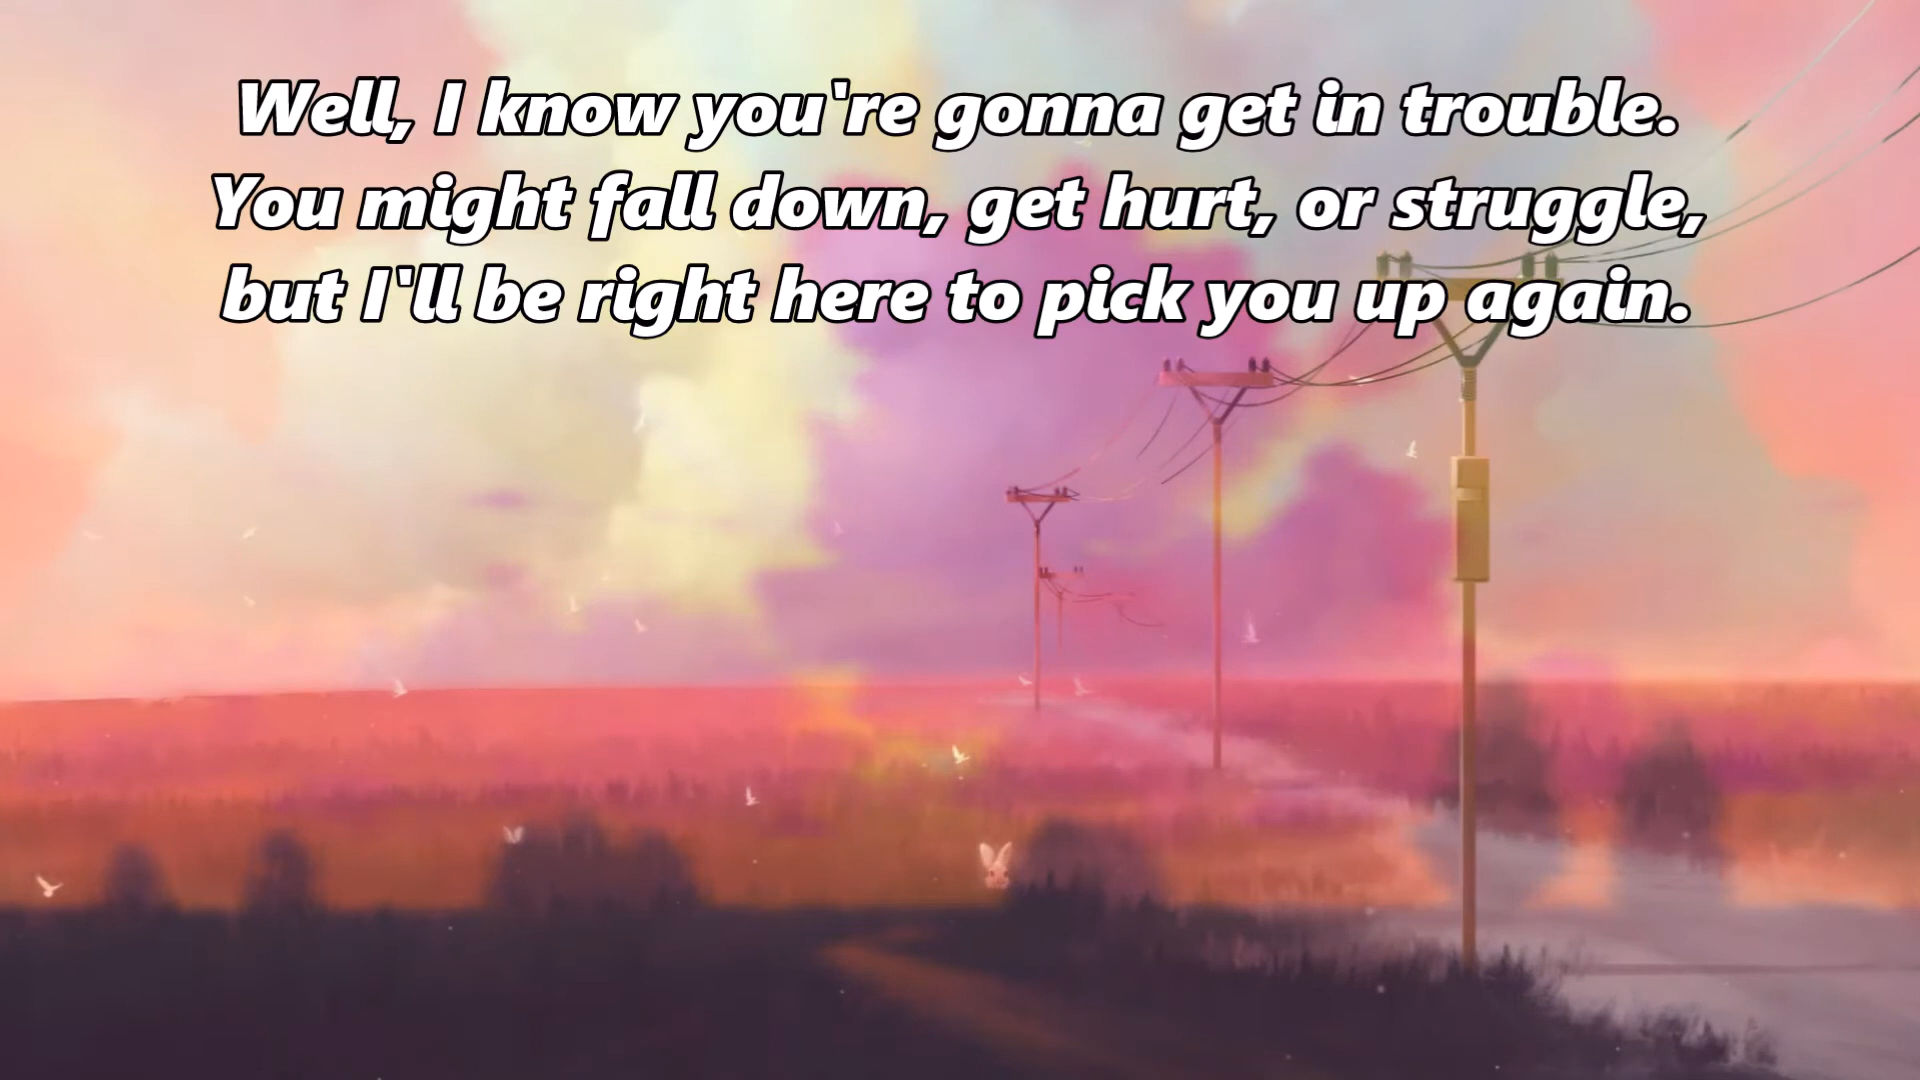 Well, I know you're gonna get in trouble.
You might fall down, get hurt, or struggle,
but I'll be right here to pick you up again.